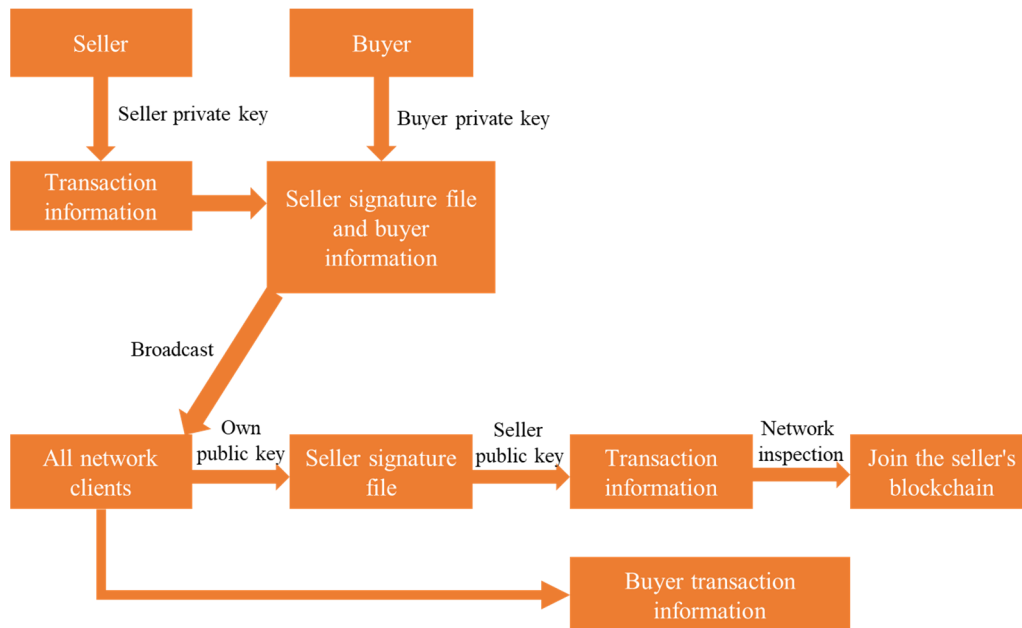 Seller
Buyer
Seller private key
Buyer private key
Transaction
information
Seller signature file
and buyer
information
Broadcast
All network
clients
Own
public key
Seller signature
file
Seller
public key
Transaction
information
Network
inspection
Join the seller's
blockchain
Buyer transaction
information